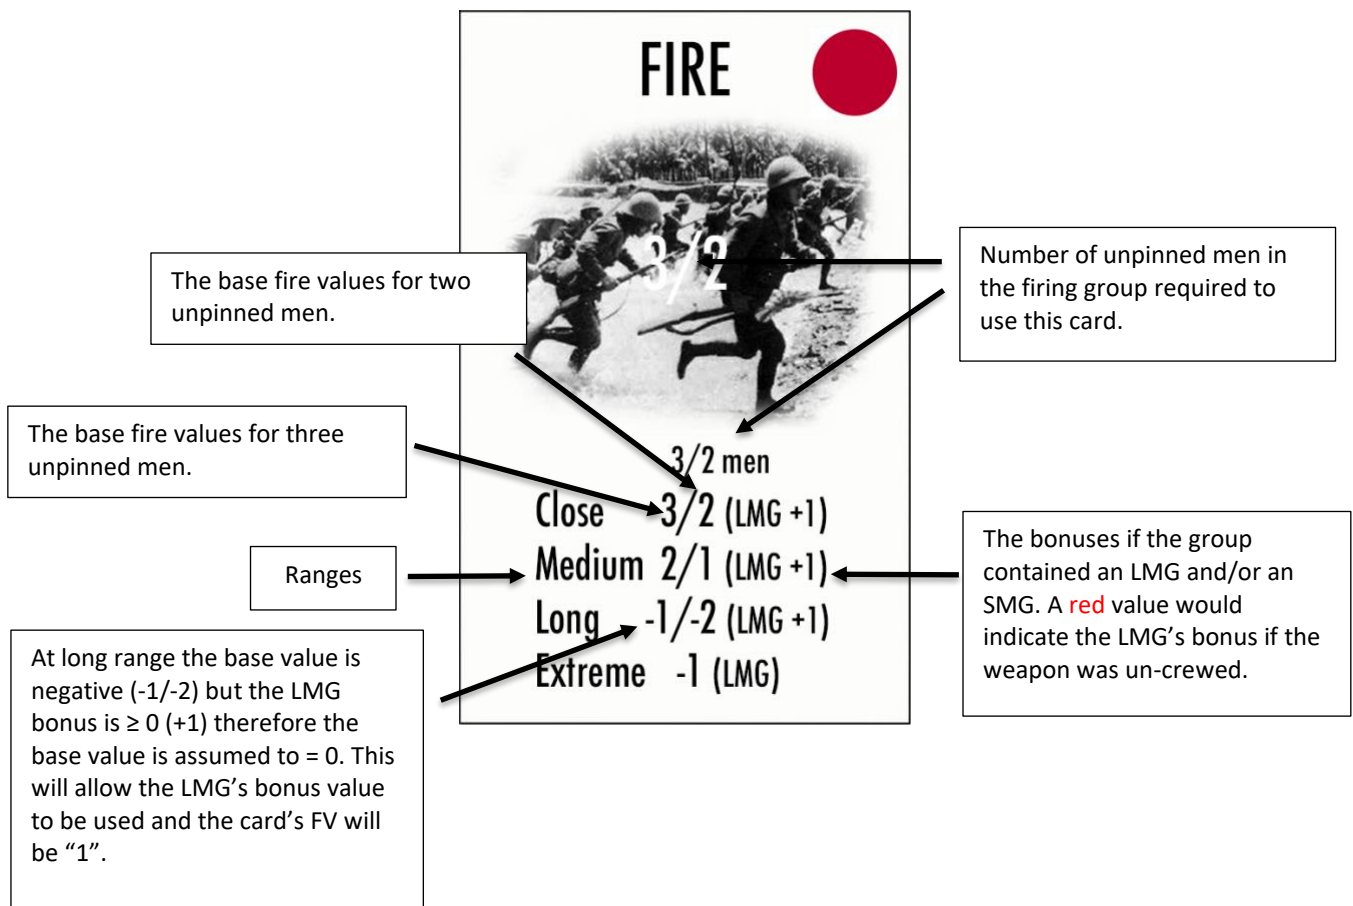 FIRE
3/2
The base fire values for two
unpinned men.
Number of unpinned men in
the firing group required to
use this card.
The base fire values for three
unpinned men.
3/2 men
Close 3/2 (LMG +1)
Medium 2/1 (LMG +1)
Long -1/-2 (LMG +1)
Extreme -1 (LMG)
Ranges
The bonuses if the group
contained an LMG and/or an
SMG. A red value would
indicate the LMG’s bonus if the
weapon was un-crewed.
At long range the base value is
negative (-1/-2) but the LMG
bonus is ≥ 0 (+1) therefore the
base value is assumed to = 0. This
will allow the LMG’s bonus value
to be used and the card’s FV will
be “1”.